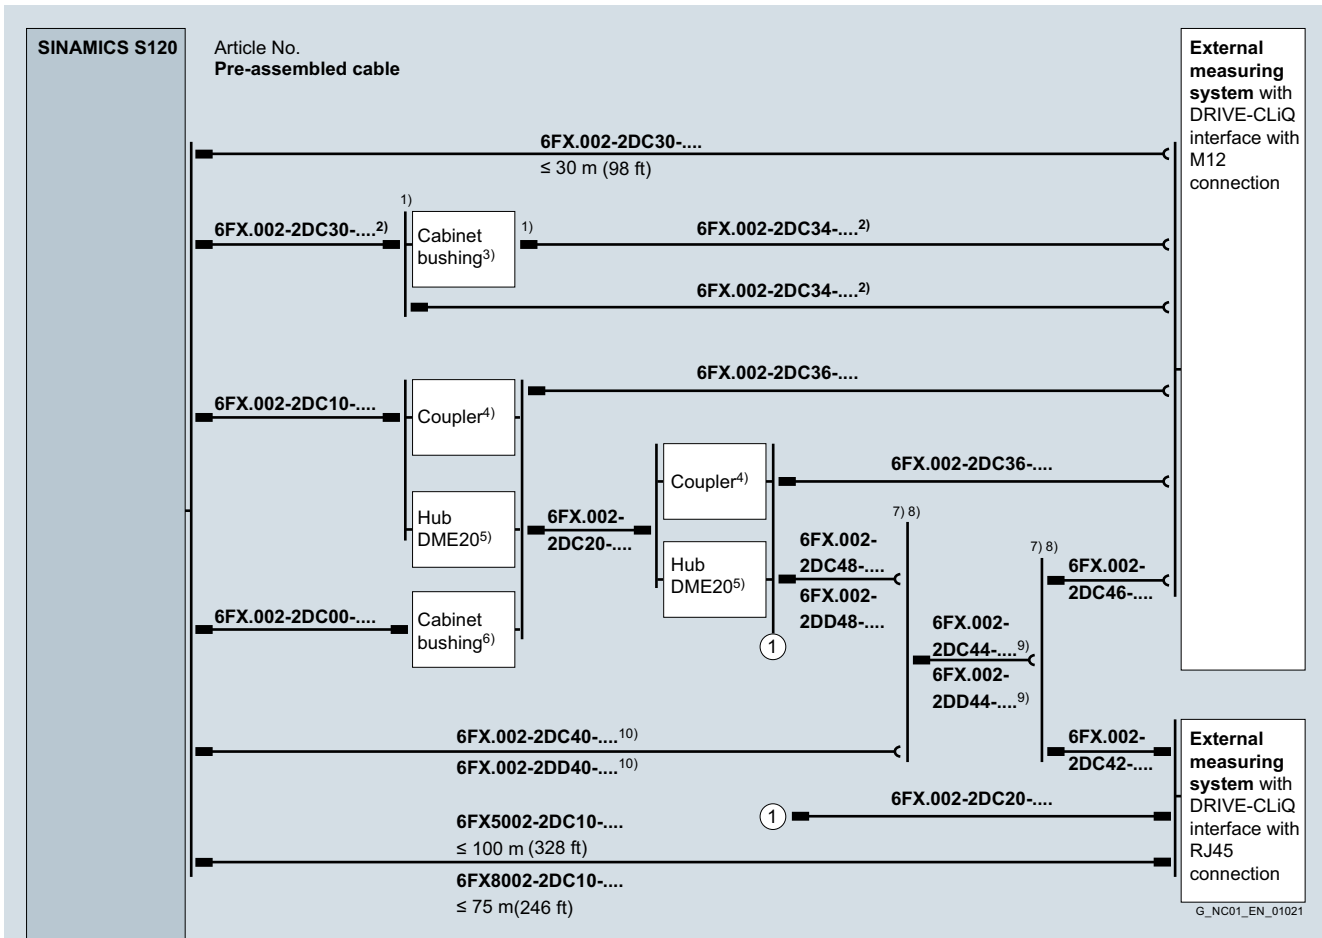 SINAMICS S120
Article No.
Pre-assembled cable
External
measuring
system with
DRIVE-CLiQ
interface with
M12
connection
6FX.002-2DC30-....
≤ 30 m (98 ft)
1)
6FX.002-2DC30-....2)
Cabinet
bushing3)
1)
6FX.002-2DC34-....2)
6FX.002-2DC34-....2)
6FX.002-2DC36-....
6FX.002-2DC10-....
Coupler4)
6FX.002-2DC36-....
Coupler4)
Hub
DME205)
6FX.002-
2DC20-....
7) 8)
6FX.002-
2DC48-....
6FX.002-
2DD48-....
Hub
DME205)
7) 8)
6FX.002-
2DC46-....
6FX.002-2DC00-....
Cabinet
bushing6)
1
6FX.002-
2DC44-....9)
6FX.002-
2DD44-....9)
6FX.002-2DC40-....10)
6FX.002-2DD40-....10)
6FX.002-
2DC42-....
External
measuring
system with
DRIVE-CLiQ
interface with
RJ45
connection
1
6FX.002-2DC20-....
6FX5002-2DC10-....
≤ 100 m (328 ft)
6FX8002-2DC10-....
≤ 75 m(246 ft)
G_NC01_EN_01021